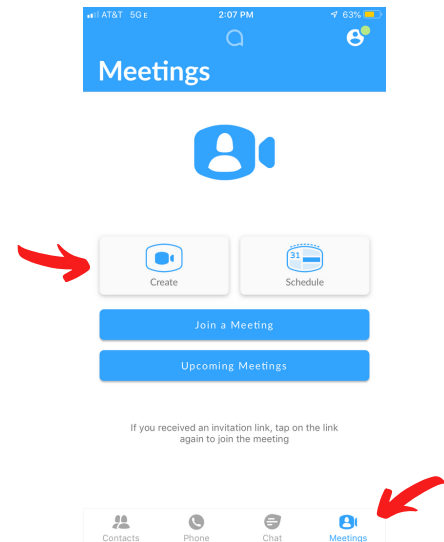 AT&T 5G E 2:07 PM 63%
Meetings
31
Create Schedule
Join a Meeting
Upcoming Meetings
If you received an invitation link, tap on the link
again to join the meeting
Contacts Phone Chat Meetings